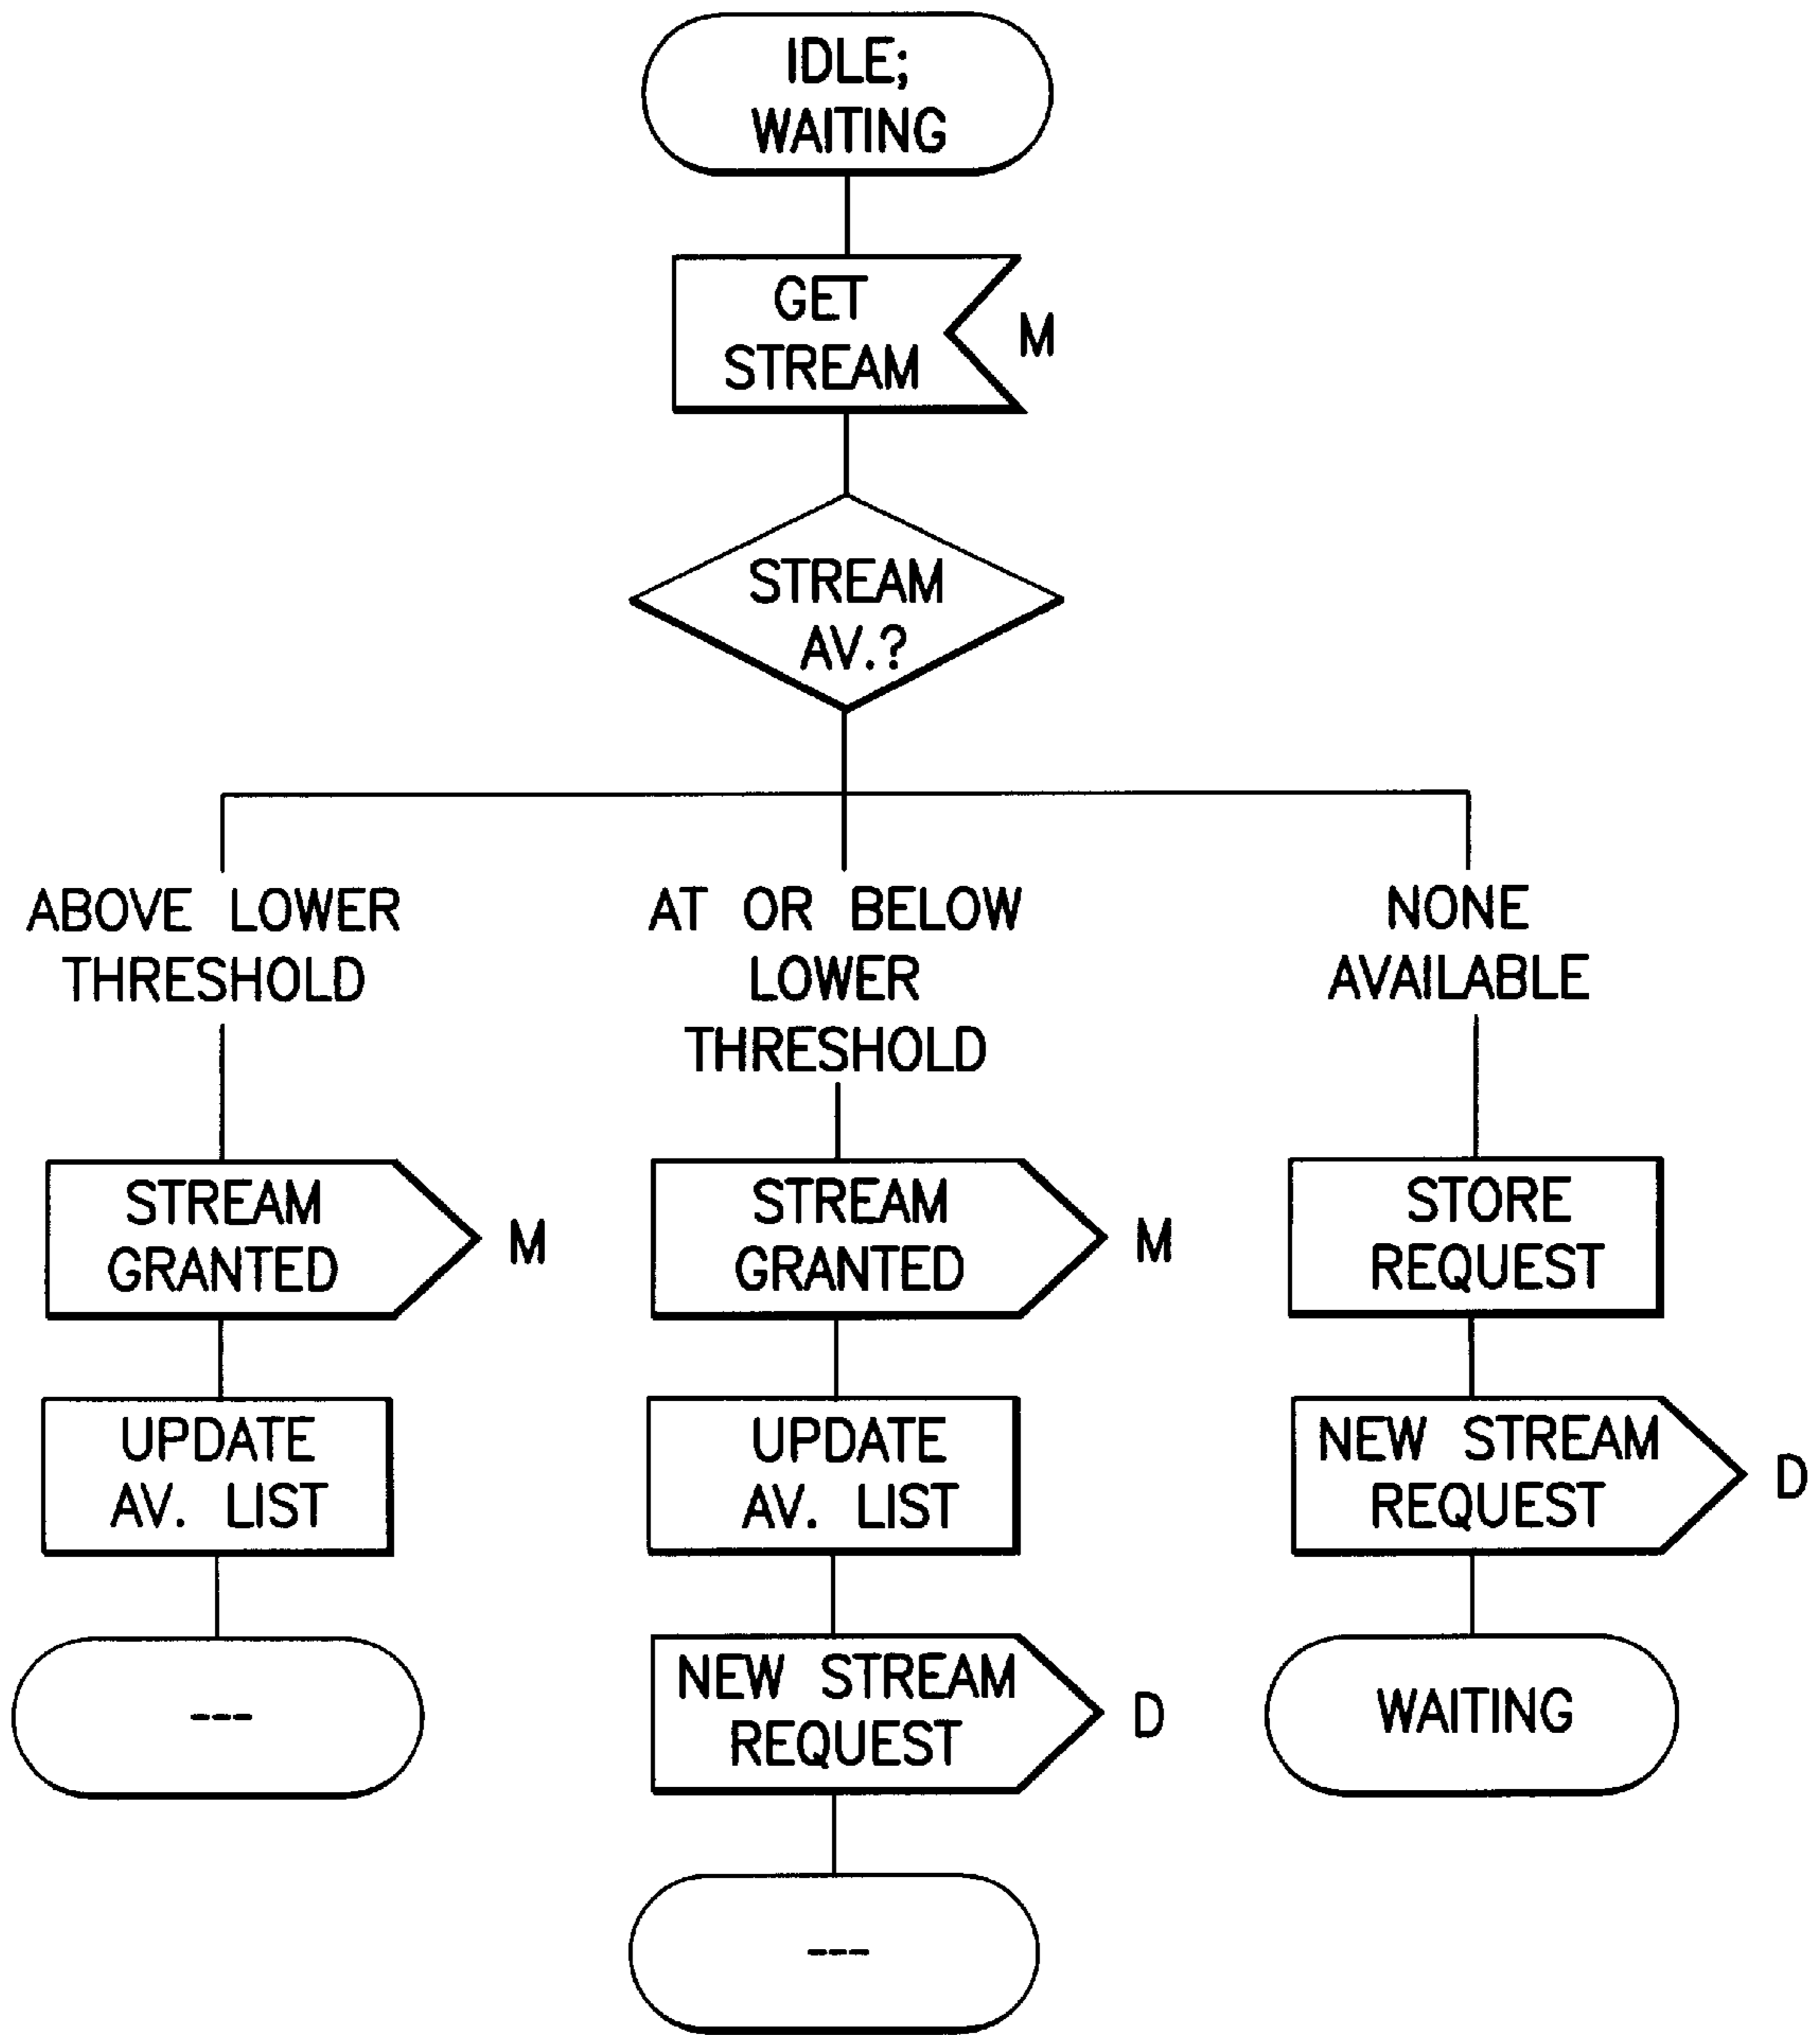 IDLE;
WAITING
GET
STREAM
M
STREAM
AV.?
ABOVE LOWER
THRESHOLD
AT OR BELOW
LOWER
THRESHOLD
NONE
AVAILABLE
STREAM
GRANTED
M
STREAM
GRANTED
M
STORE
REQUEST
UPDATE
AV. LIST
UPDATE
AV. LIST
NEW STREAM
REQUEST
D
---
NEW STREAM
REQUEST
D
WAITING
---